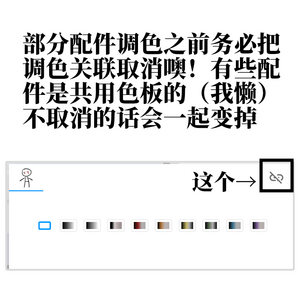 部分配件调色之前务必把
调色关联取消噢！有些配
件是共用色板的（我懒）
不取消的话会一起变掉
这个→